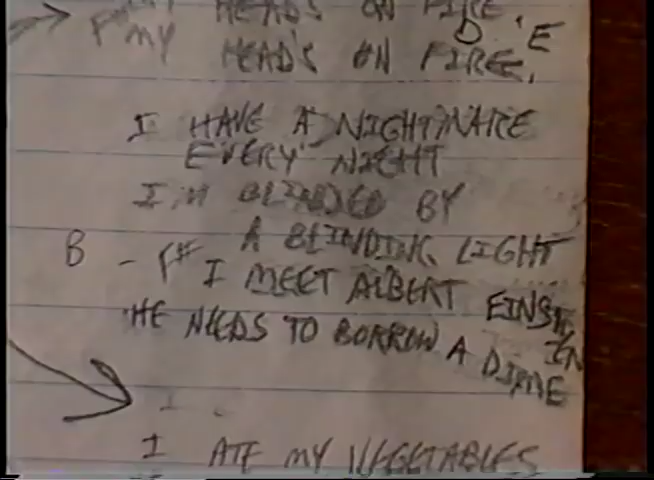 MY HEADS ON FIRE,
D E
F# MY HEAD'S ON FIRE,
I HAVE A NIGHTMARE
EVERY NIGHT
I'M BLINDED BY
A BLINDING LIGHT
B - F# I MEET ALBERT EINSTEIN
HE NEEDS TO BORROW A DIME
I ATE MY VEGETABLES